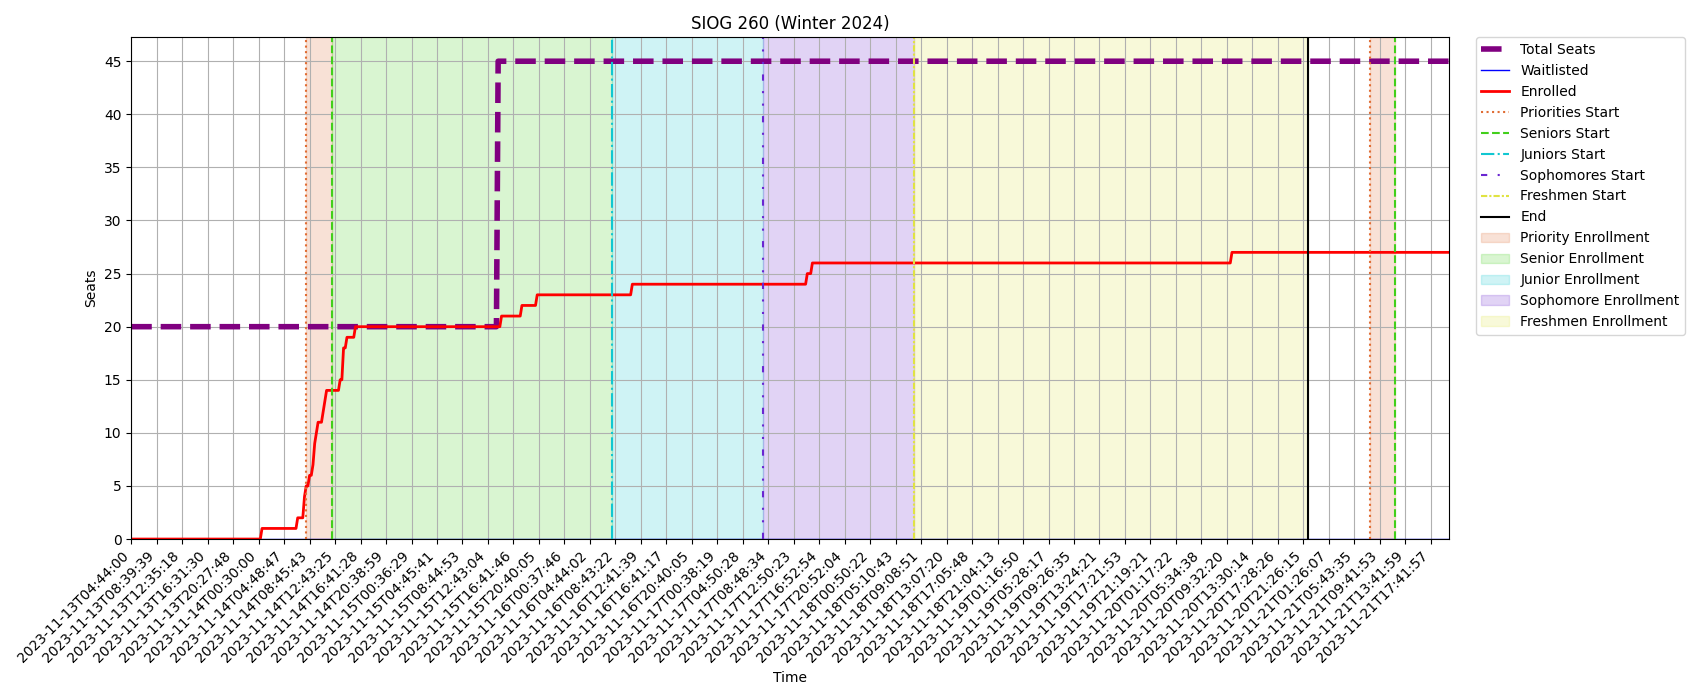 SIOG 260 (Winter 2024)
Seats
45
40
35
30
25
20
15
10
5
0
2023-11-13T04:44:00
2023-11-13T08:39:39
2023-11-13T12:35:18
2023-11-13T16:31:30
2023-11-13T20:27:48
2023-11-14T00:30:00
2023-11-14T04:48:47
2023-11-14T08:45:43
2023-11-14T12:43:25
2023-11-14T16:41:28
2023-11-14T20:38:59
2023-11-15T00:36:29
2023-11-15T04:45:41
2023-11-15T08:44:53
2023-11-15T12:43:04
2023-11-15T16:41:46
2023-11-15T20:40:05
2023-11-16T00:37:46
2023-11-16T04:44:02
2023-11-16T08:43:22
2023-11-16T12:41:39
2023-11-16T16:41:17
2023-11-16T20:40:05
2023-11-17T00:38:19
2023-11-17T04:50:28
2023-11-17T08:48:34
2023-11-17T12:50:23
2023-11-17T16:52:54
2023-11-17T20:52:04
2023-11-18T00:50:22
2023-11-18T05:10:43
2023-11-18T09:08:51
2023-11-18T13:07:20
2023-11-18T17:05:48
2023-11-18T21:04:13
2023-11-19T01:16:50
2023-11-19T05:28:17
2023-11-19T09:26:35
2023-11-19T13:24:21
2023-11-19T17:21:53
2023-11-19T21:19:21
2023-11-20T01:17:22
2023-11-20T05:34:38
2023-11-20T09:32:20
2023-11-20T13:30:14
2023-11-20T17:28:26
2023-11-20T21:26:15
2023-11-21T01:26:07
2023-11-21T05:43:35
2023-11-21T09:41:53
2023-11-21T13:41:59
2023-11-21T17:41:57
Time
Total Seats
Waitlisted
Enrolled
Priorities Start
Seniors Start
Juniors Start
Sophomores Start
Freshmen Start
End
Priority Enrollment
Senior Enrollment
Junior Enrollment
Sophomore Enrollment
Freshmen Enrollment